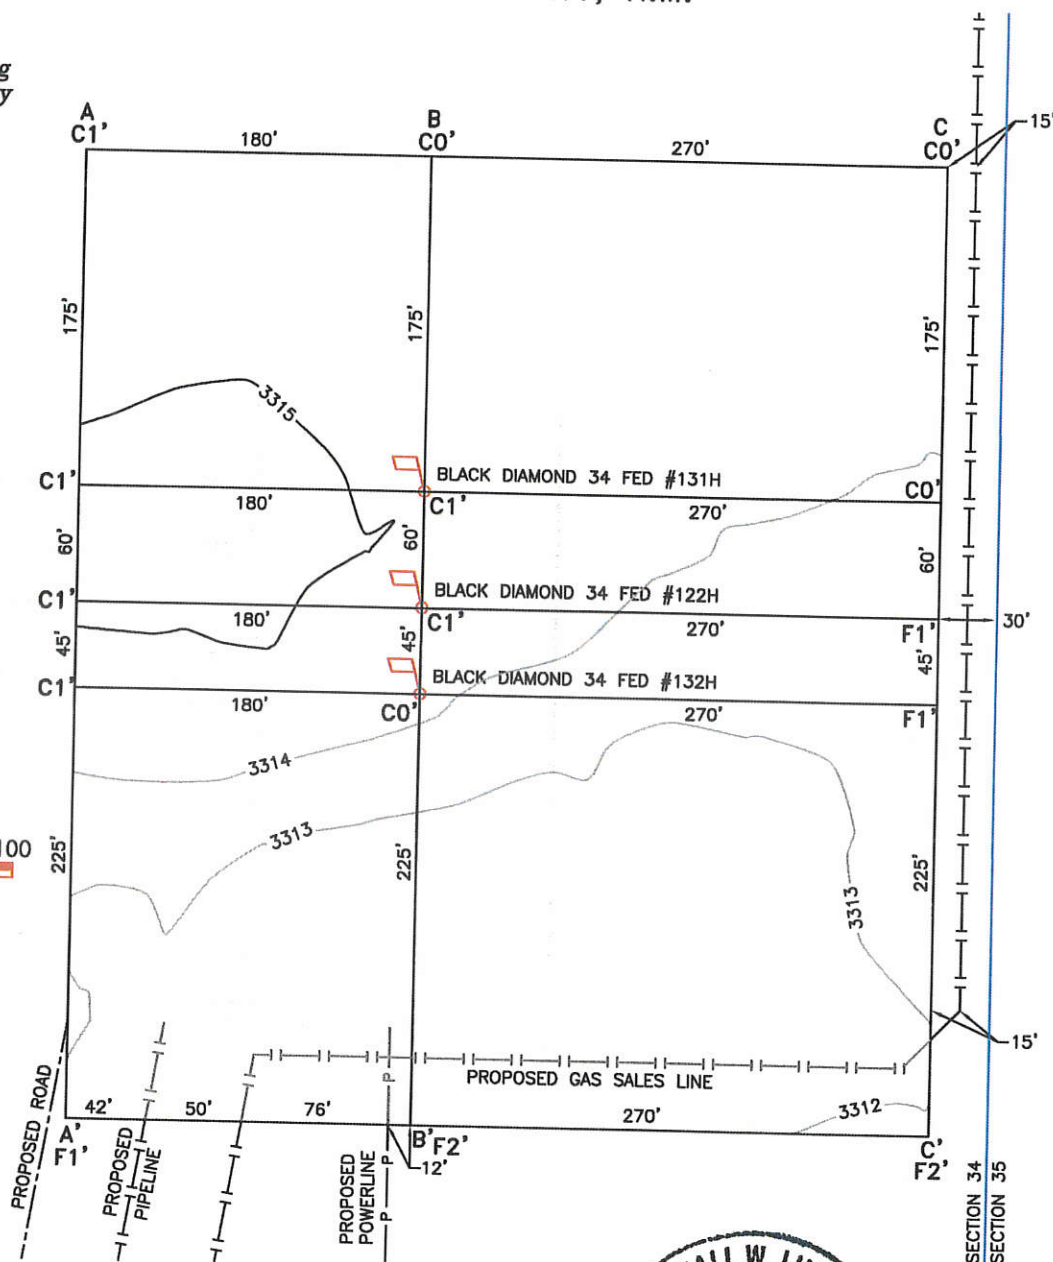 g
y
A
C1'
180'
B
C0'
270'
C
C0'
15'
175'
175'
175'
3315
C1'
180'
BLACK DIAMOND 34 FED #131H
C1'
270'
C0'
60'
60'
60'
C1'
180'
BLACK DIAMOND 34 FED #122H
C1'
270'
F1'
30'
45'
45'
45'
C1'
180'
BLACK DIAMOND 34 FED #132H
C0'
270'
F1'
3314
3313
100
225'
225'
225'
3313
15'
PROPOSED GAS SALES LINE
P
42'
50'
76'
270'
3312
A'
F1'
B'
F2'
12'
C'
F2'
PROPOSED ROAD
PROPOSED
PIPELINE
PROPOSED
POWERLINE
P
P
SECTION 34
SECTION 35